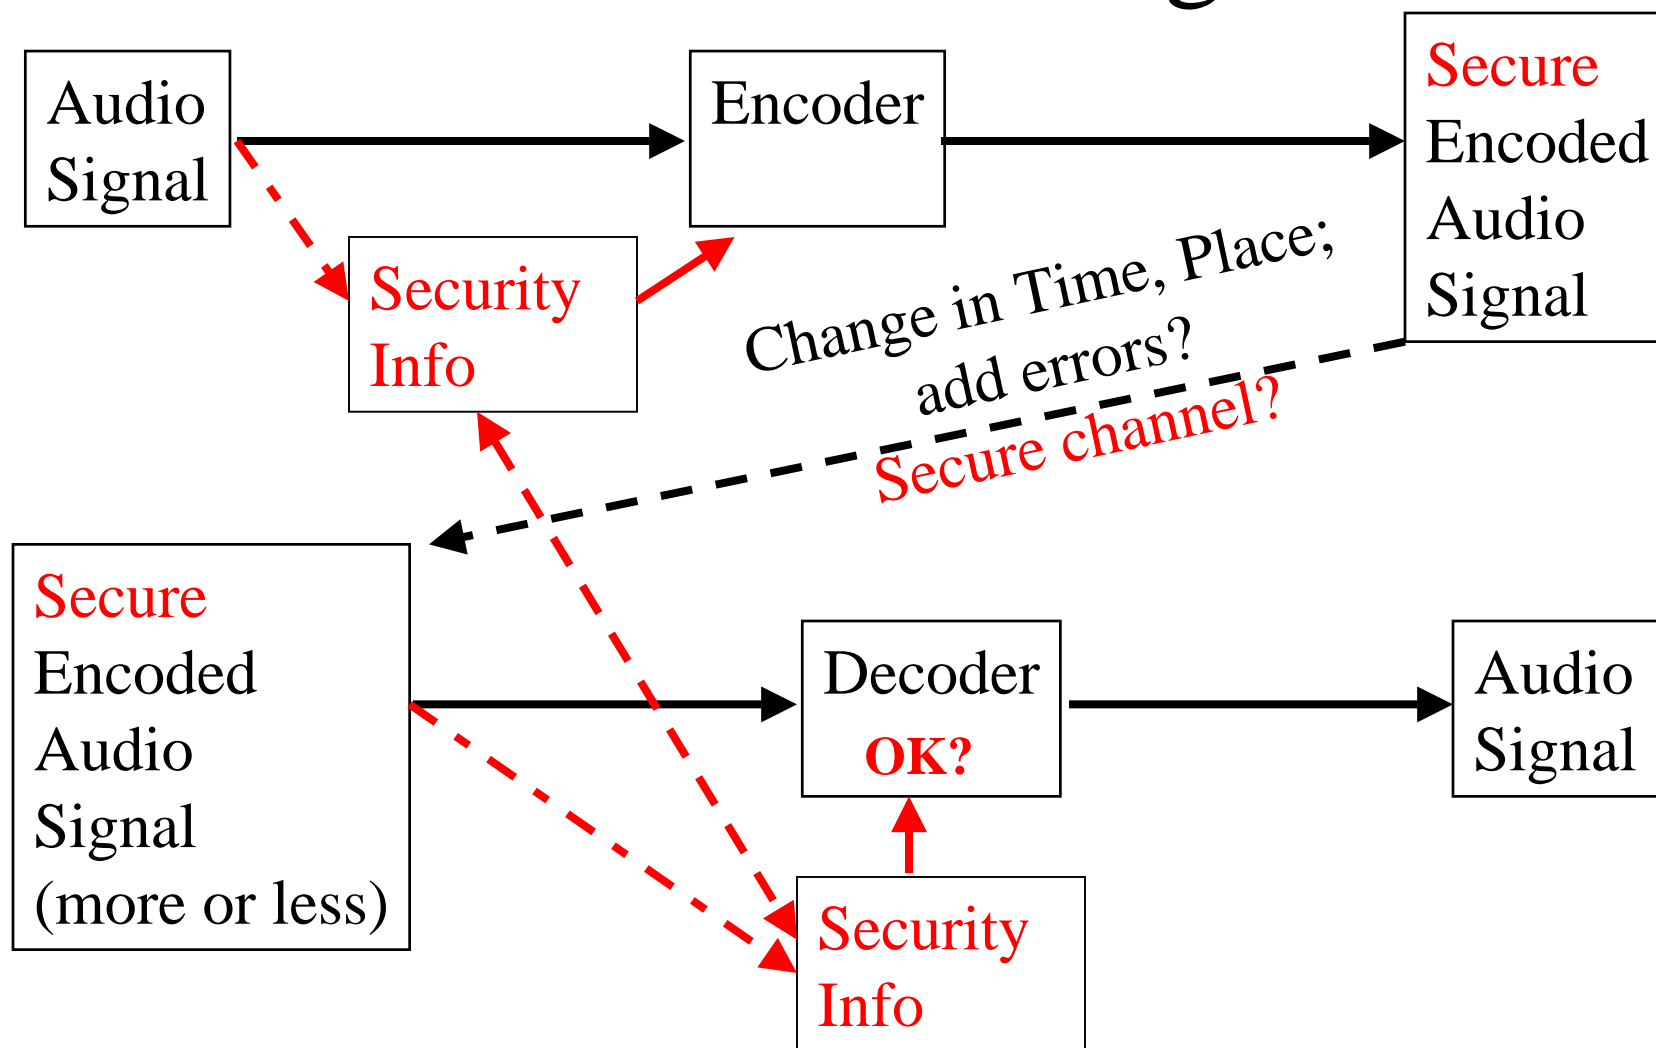 Audio
Signal
Encoder
Secure
Encoded
Audio
Signal
Security
Info
Change in Time, Place;
add errors?
Secure channel?
Secure
Encoded
Audio
Signal
(more or less)
Decoder
OK?
Audio
Signal
Security
Info